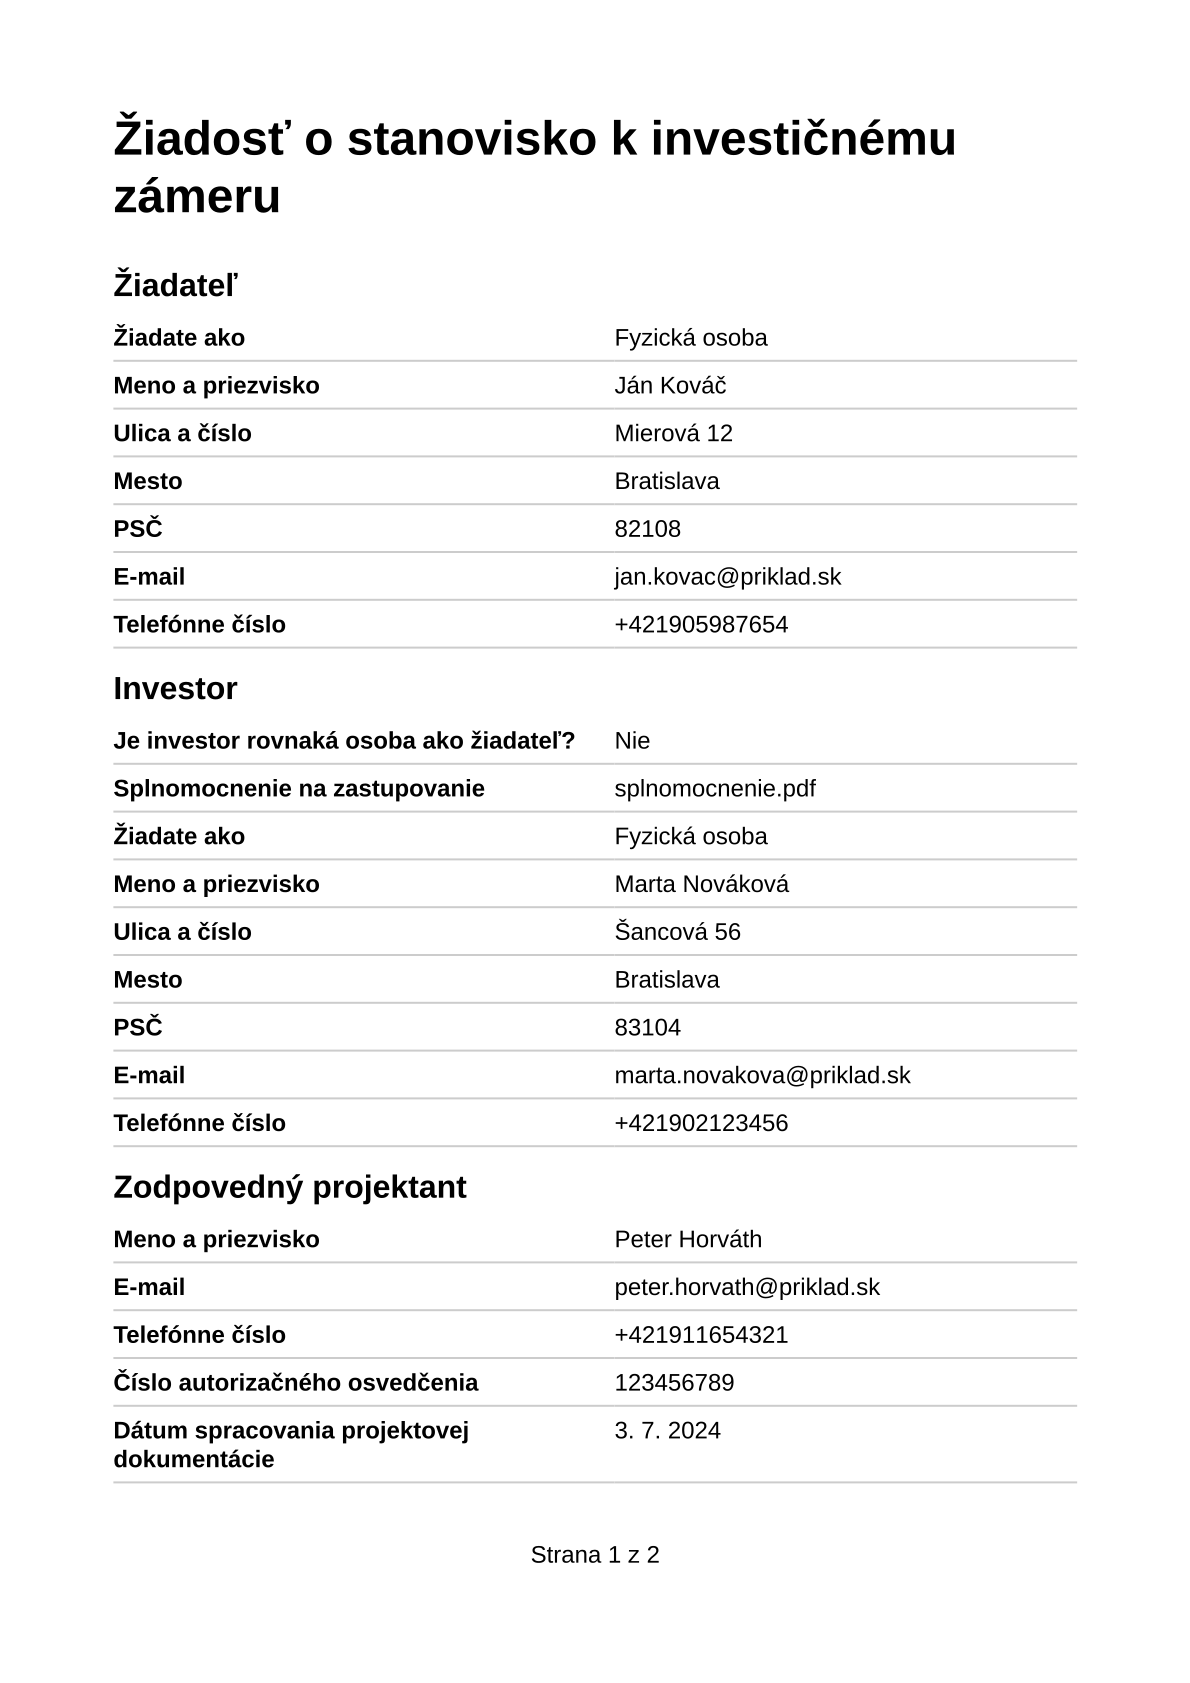 Žiadosť o stanovisko k investičnému
zámeru
Žiadateľ
Žiadate ako Fyzická osoba
Meno a priezvisko Ján Kováč
Ulica a číslo Mierová 12
Mesto Bratislava
PSČ 82108
E-mail jan.kovac@priklad.sk
Telefónne číslo +421905987654
Investor
Je investor rovnaká osoba ako žiadateľ? Nie
Splnomocnenie na zastupovanie splnomocnenie.pdf
Žiadate ako Fyzická osoba
Meno a priezvisko Marta Nováková
Ulica a číslo Šancová 56
Mesto Bratislava
PSČ 83104
E-mail marta.novakova@priklad.sk
Telefónne číslo +421902123456
Zodpovedný projektant
Meno a priezvisko Peter Horváth
E-mail peter.horvath@priklad.sk
Telefónne číslo +421911654321
Číslo autorizačného osvedčenia 123456789
Dátum spracovania projektovej 3. 7. 2024
dokumentácie
Strana 1 z 2